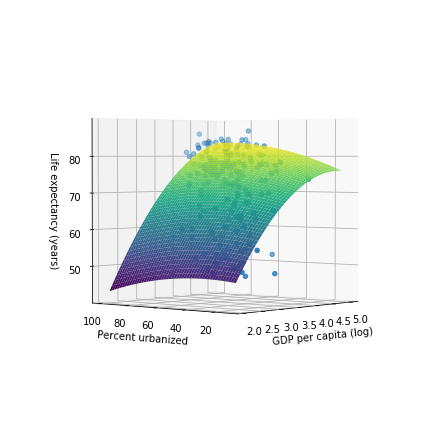 Life expectancy (years)
80
70
60
50
100 80 60 40 20
Percent urbanized
2.0 2.5 3.0 3.5 4.0 4.5 5.0
GDP per capita (log)